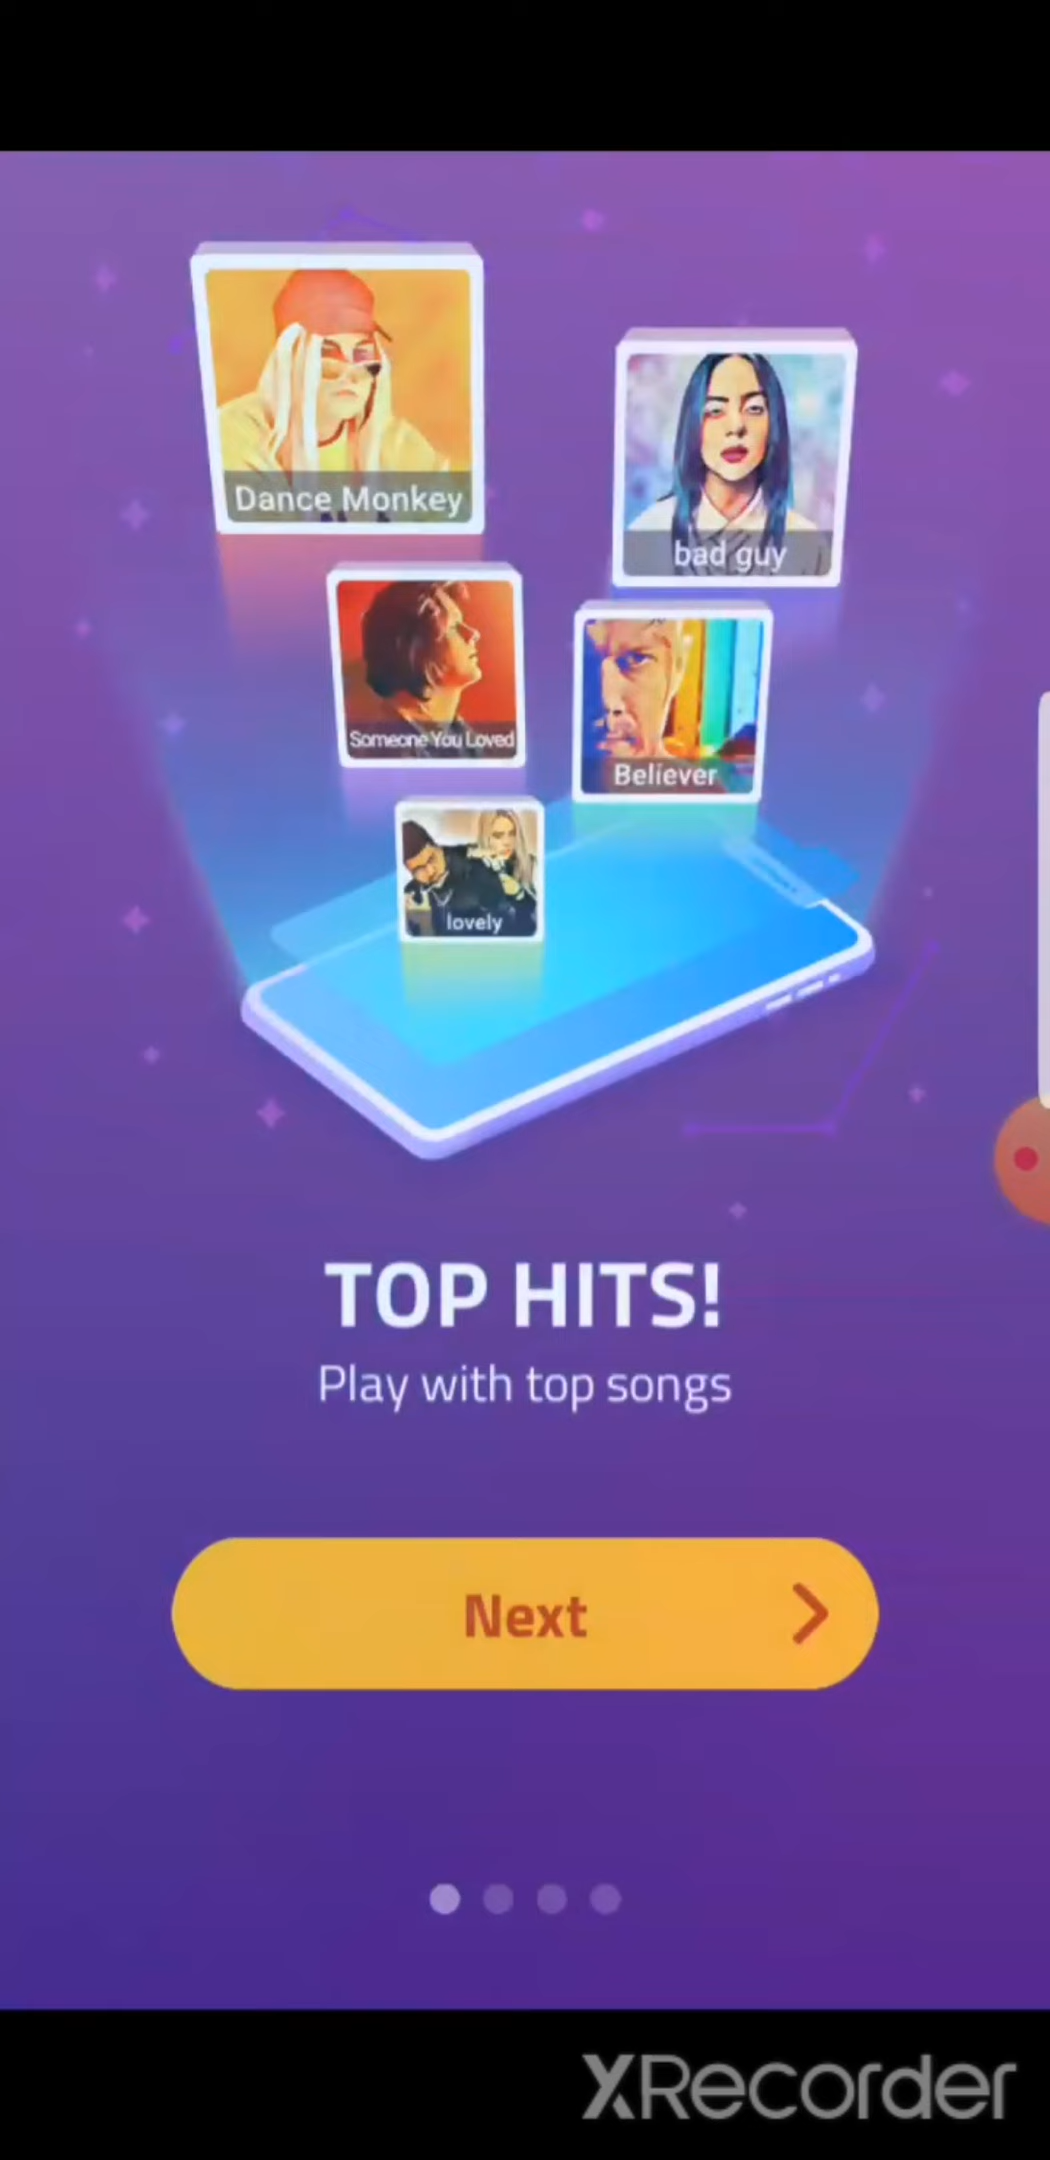 Dance Monkey
bad guy
Someone You Loved
Believer
lovely
TOP HITS!
Play with top songs
Next
XRecorder